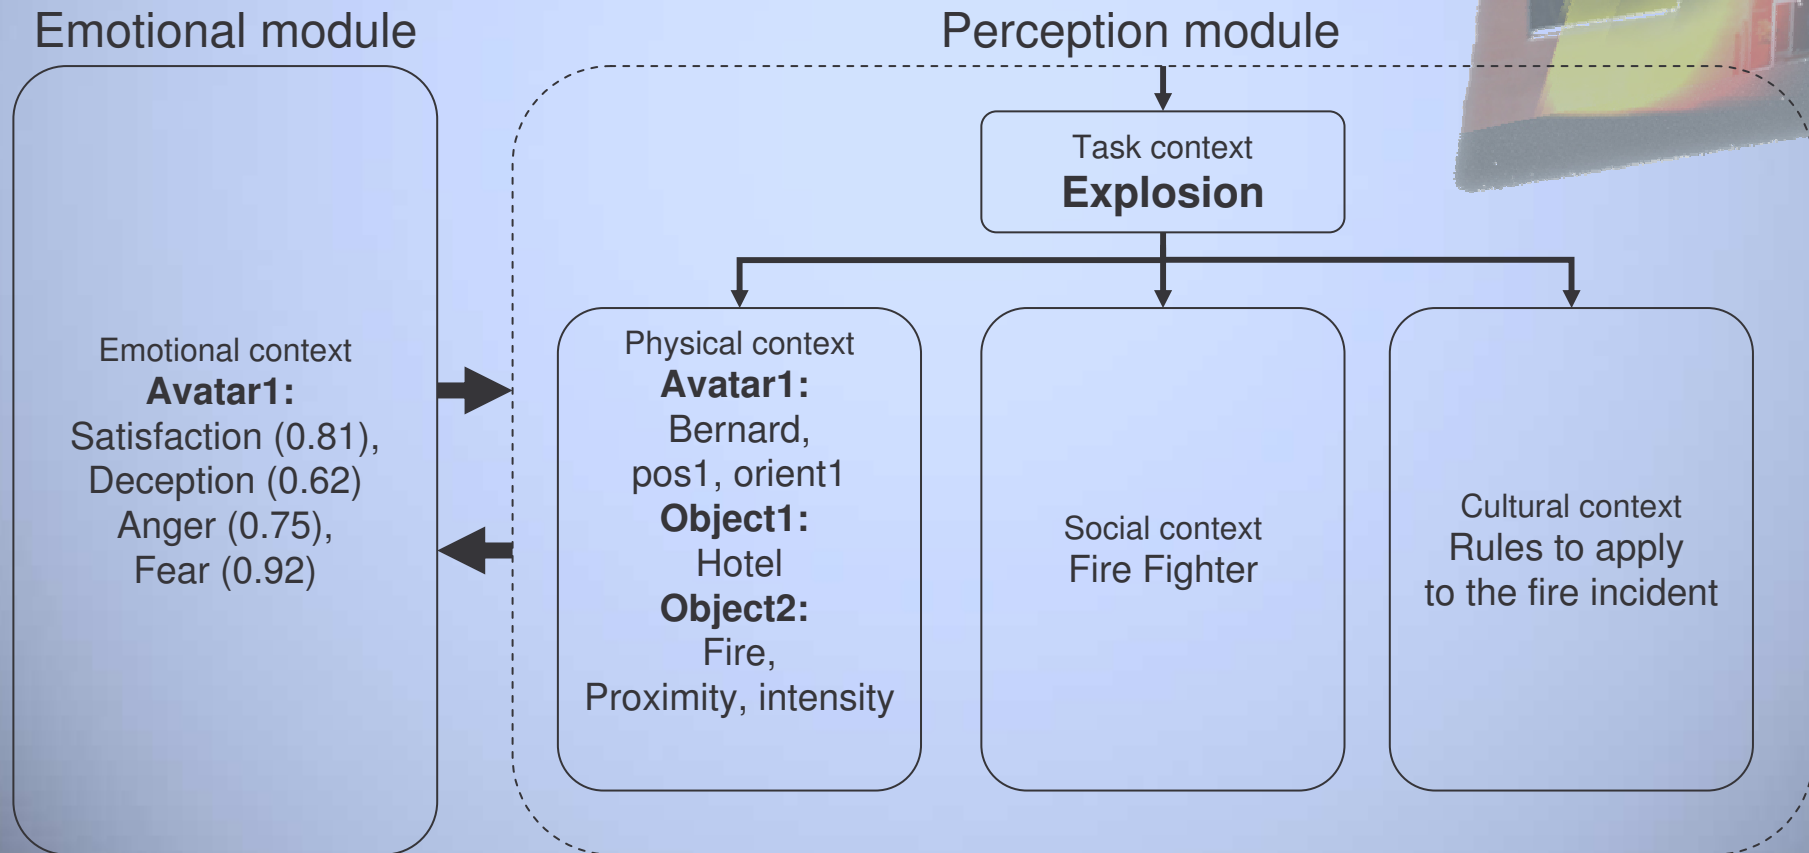 Emotional module
Perception module
Task context
Explosion
Emotional context
Avatar1:
Satisfaction (0.81),
Deception (0.62)
Anger (0.75),
Fear (0.92)
Physical context
Avatar1:
Bernard,
pos1, orient1
Object1:
Hotel
Object2:
Fire,
Proximity, intensity
Social context
Fire Fighter
Cultural context
Rules to apply
to the fire incident